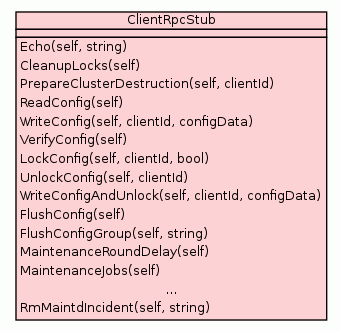 ClientRpcStub
Echo(self, string)
CleanupLocks(self)
PrepareClusterDestruction(self, clientId)
ReadConfig(self)
WriteConfig(self, clientId, configData)
VerifyConfig(self)
LockConfig(self, clientId, bool)
UnlockConfig(self, clientId)
WriteConfigAndUnlock(self, clientId, configData)
FlushConfig(self)
FlushConfigGroup(self, string)
MaintenanceRoundDelay(self)
MaintenanceJobs(self)
...
RmMaintdIncident(self, string)